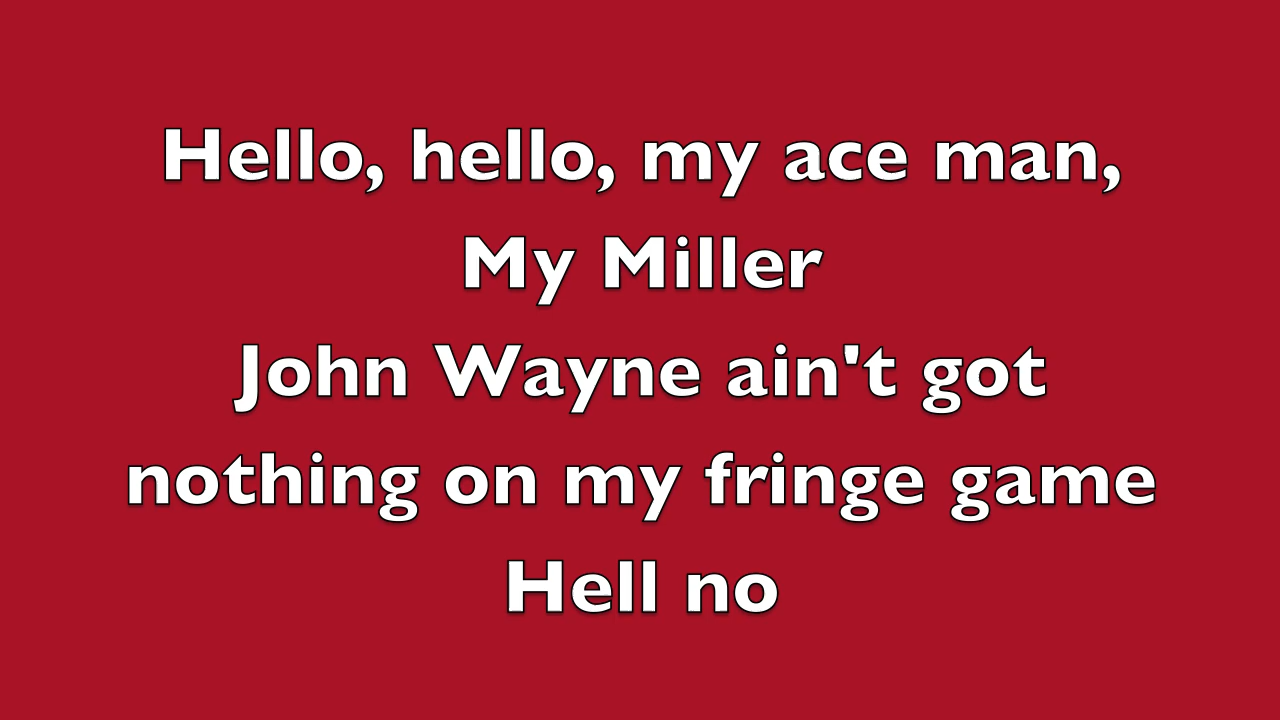 Hello, hello, my ace man,
My Miller
John Wayne ain't got
nothing on my fringe game
Hell no